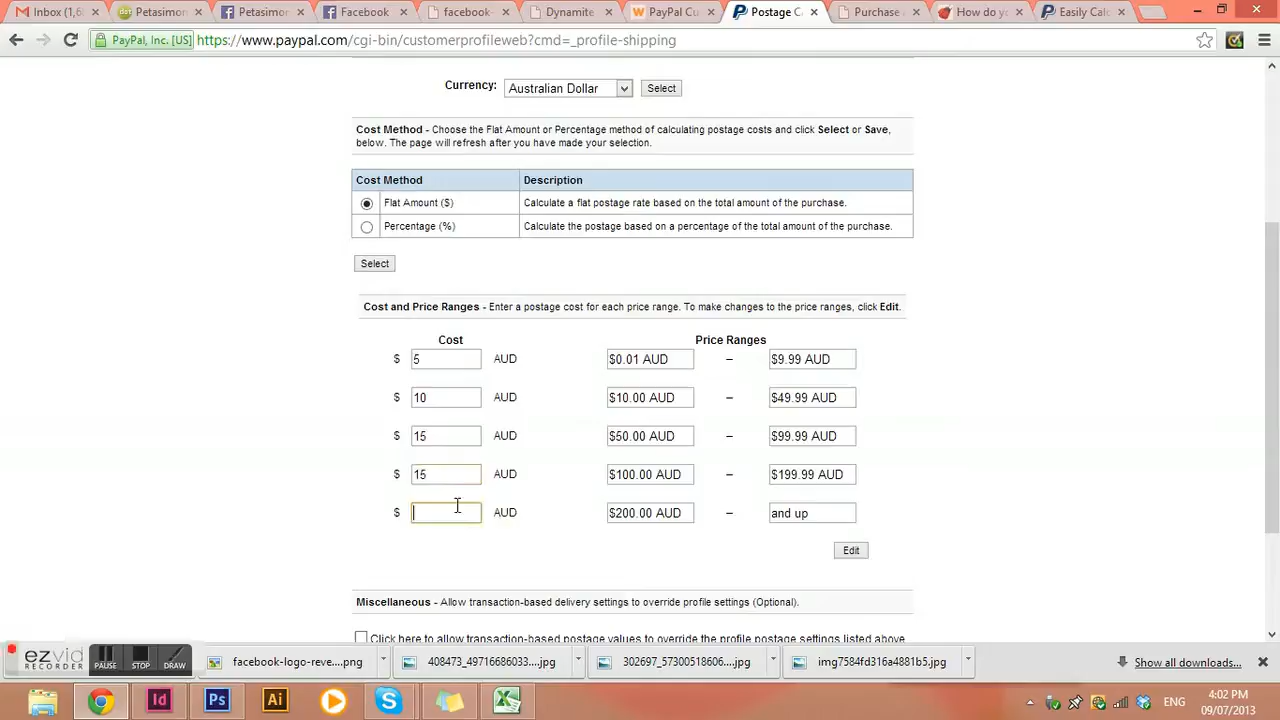 Inbox (1,6
Petasimon
Petasimo
Facebook
facebook-
Dynamite
PayPal Cu
Postage C
Purchase a
How do y
Easily Calc
PayPal, Inc. [US]
https://www.paypal.com/cgi-bin/customerprofileweb?cmd=_profile-shipping
Currency: Australian Dollar Select
Cost Method - Choose the Flat Amount or Percentage method of calculating postage costs and click Select or Save,
below. The page will refresh after you have made your selection.
Cost Method Description
Flat Amount ($) Calculate a flat postage rate based on the total amount of the purchase.
Percentage (%) Calculate the postage based on a percentage of the total amount of the purchase.
Select
Cost and Price Ranges - Enter a postage cost for each price range. To make changes to the price ranges, click Edit.
Cost Price Ranges
$ 5 AUD $0.01 AUD – $9.99 AUD
$ 10 AUD $10.00 AUD – $49.99 AUD
$ 15 AUD $50.00 AUD – $99.99 AUD
$ 15 AUD $100.00 AUD – $199.99 AUD
$ AUD $200.00 AUD – and up
Edit
Miscellaneous - Allow transaction-based delivery settings to override profile settings (Optional).
Click here to allow transaction-based postage values to override the profile postage settings listed above
ezvid
RECORDER
PAUSE
STOP
DRAW
facebook-logo-reve....png
408473_49716686033...jpg
302697_57300518606...jpg
img7584fd316a4881b5.jpg
Show all downloads...
Id
Ps
Ai
ENG
4:02 PM
09/07/2013